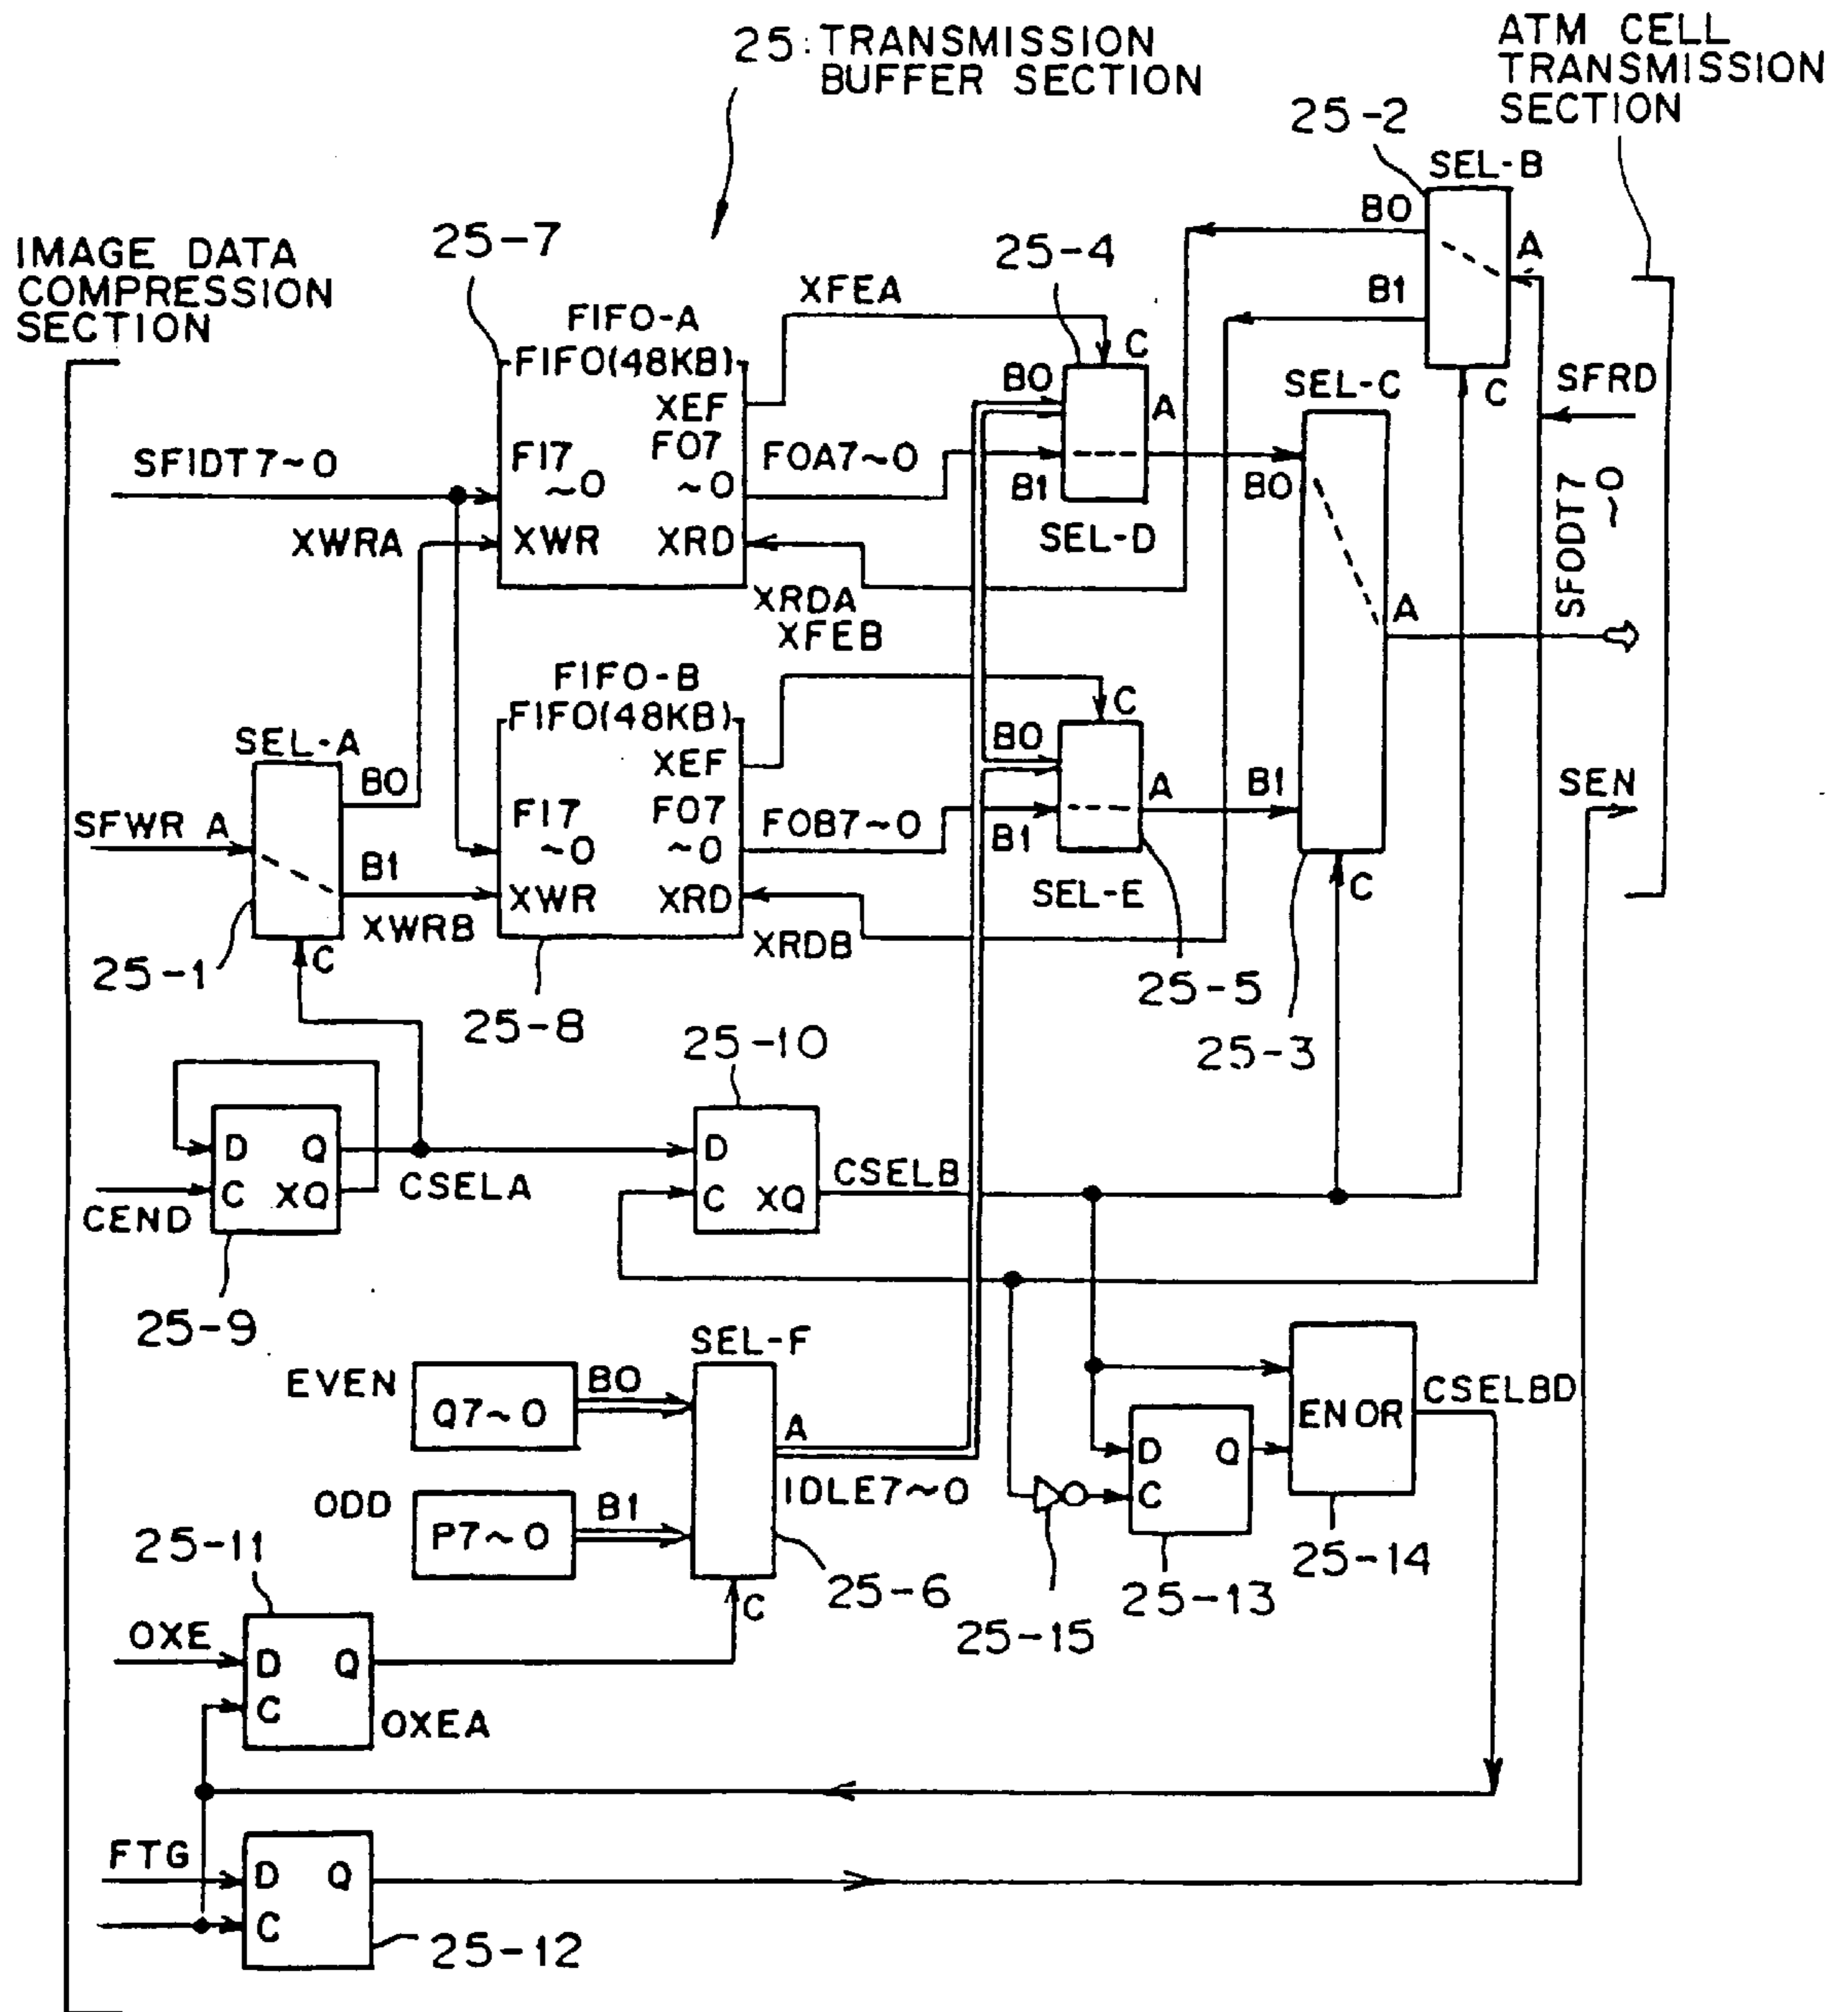 25: TRANSMISSION
BUFFER SECTION
ATM CELL
TRANSMISSION
SECTION
25-2
SEL-B
B0
A
B1
C
IMAGE DATA
COMPRESSION
SECTION
25-7
FIFO-A
FIFO(48KB)
XEF
FI7
~0
FO7
~0
XWR
XRD
XFEA
25-4
C
B0
A
B1
SEL-D
SEL-C
B0
A
B1
C
SFRD
SFIDT7~0
FOA7~0
XWRA
XRDA
XFEB
SFODT7
~0
FIFO-B
FIFO(48KB)
XEF
FI7
~0
FO7
~0
XWR
XRD
C
B0
A
B1
SEL-E
SEN
SEL-A
SFWR A
B0
B1
C
XWRB
FOB7~0
XRDB
25-1
25-8
25-5
25-3
25-10
D
Q
C
XQ
CSELA
CEND
25-9
D
C
XQ
CSELB
SEL-F
EVEN
Q7~0
B0
A
IDLE7~0
ODD
P7~0
B1
C
25-6
D
Q
C
ENOR
CSELBD
25-15
25-13
25-14
25-11
OXE
D
Q
C
OXEA
FTG
D
Q
C
25-12